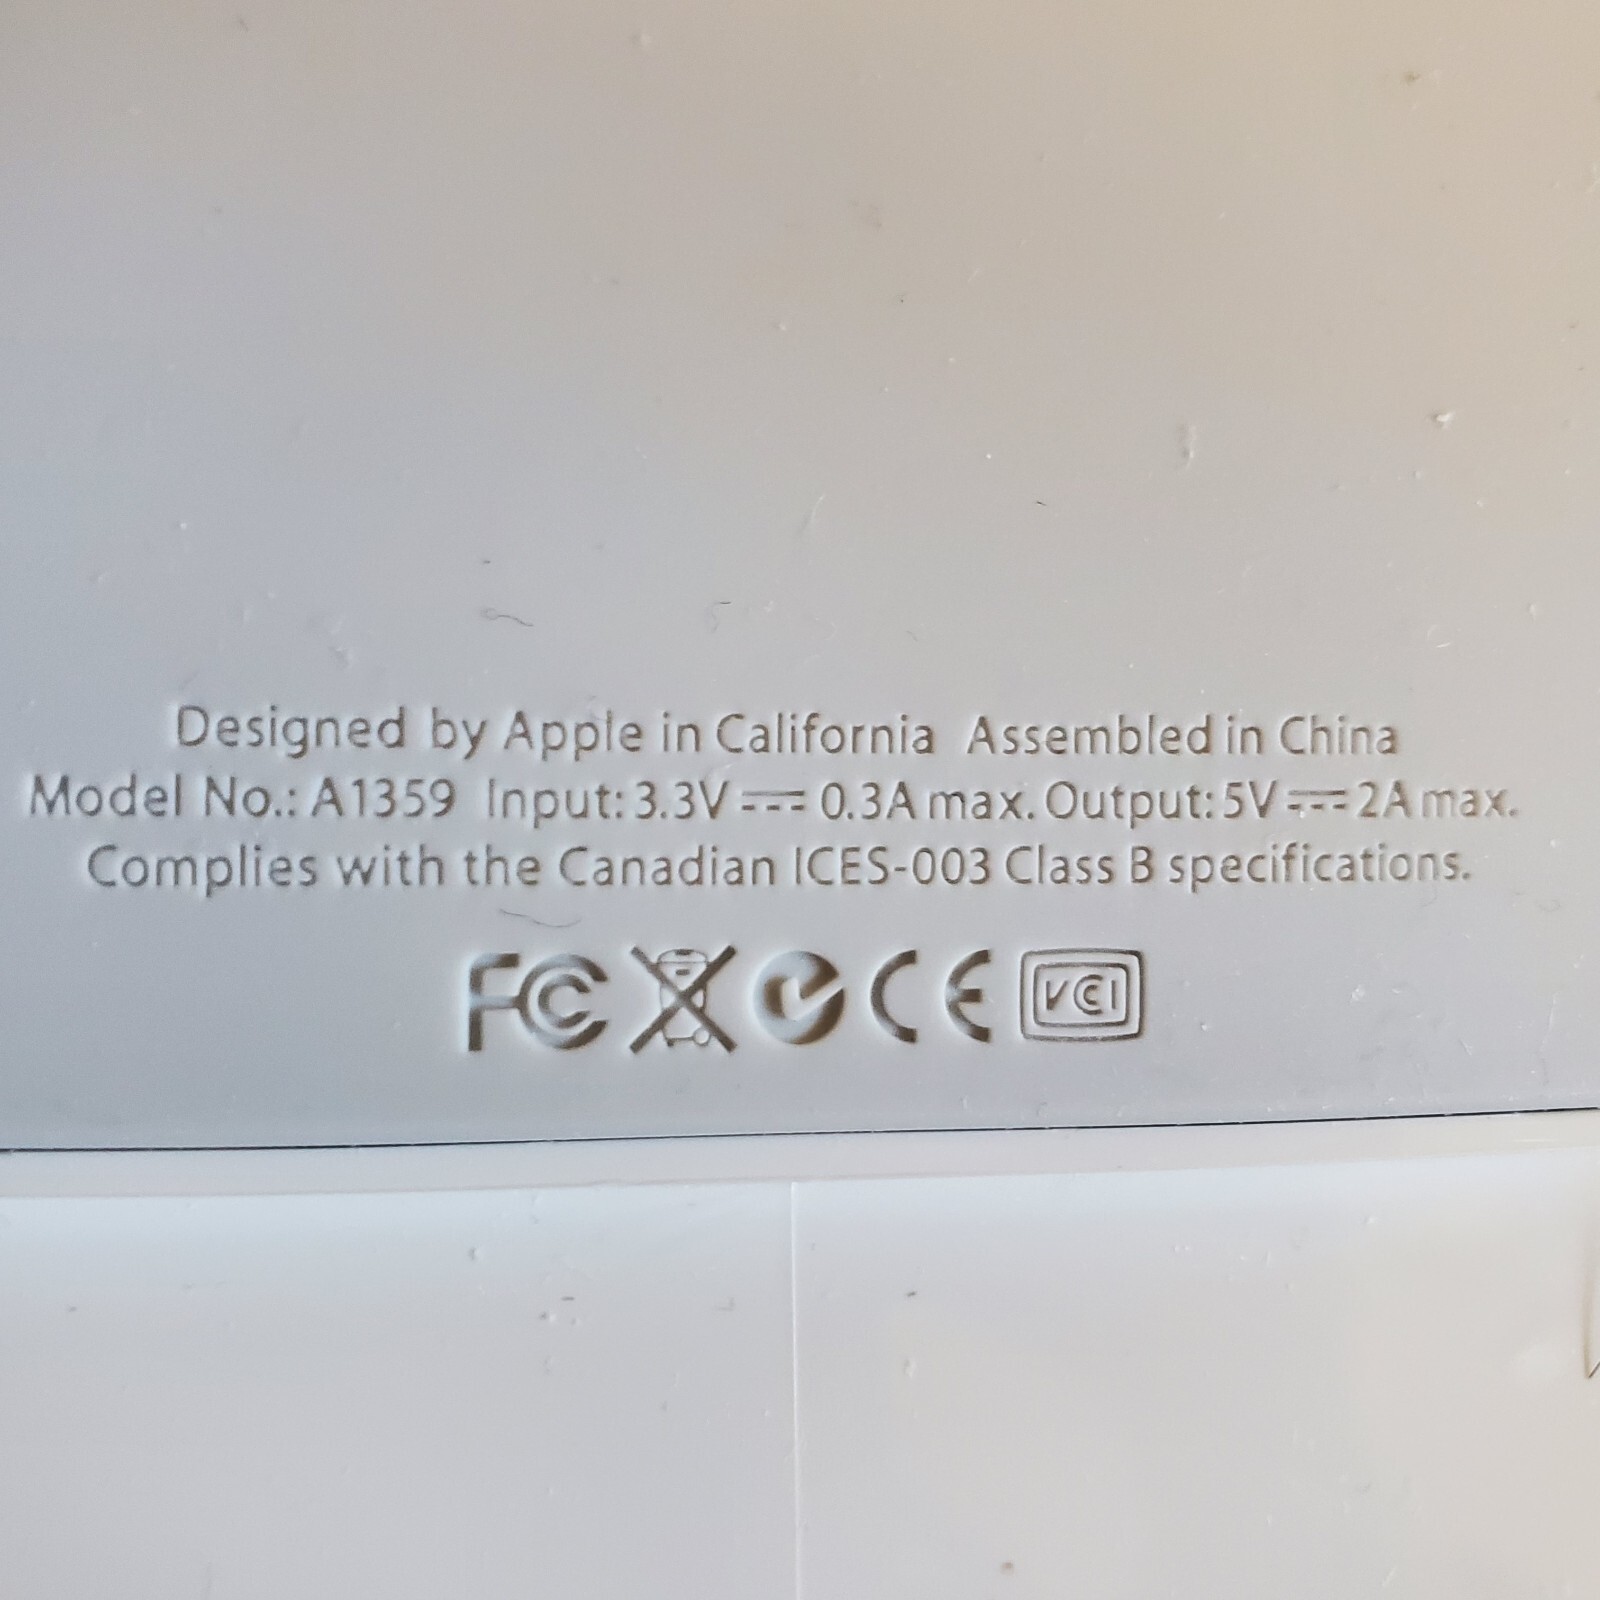 Designed by Apple in California Assembled in China
Model No.: A1359 Input: 3.3V ⎓ 0.3A max. Output: 5V ⎓ 2A max.
Complies with the Canadian ICES-003 Class B specifications.
FC CE VCI